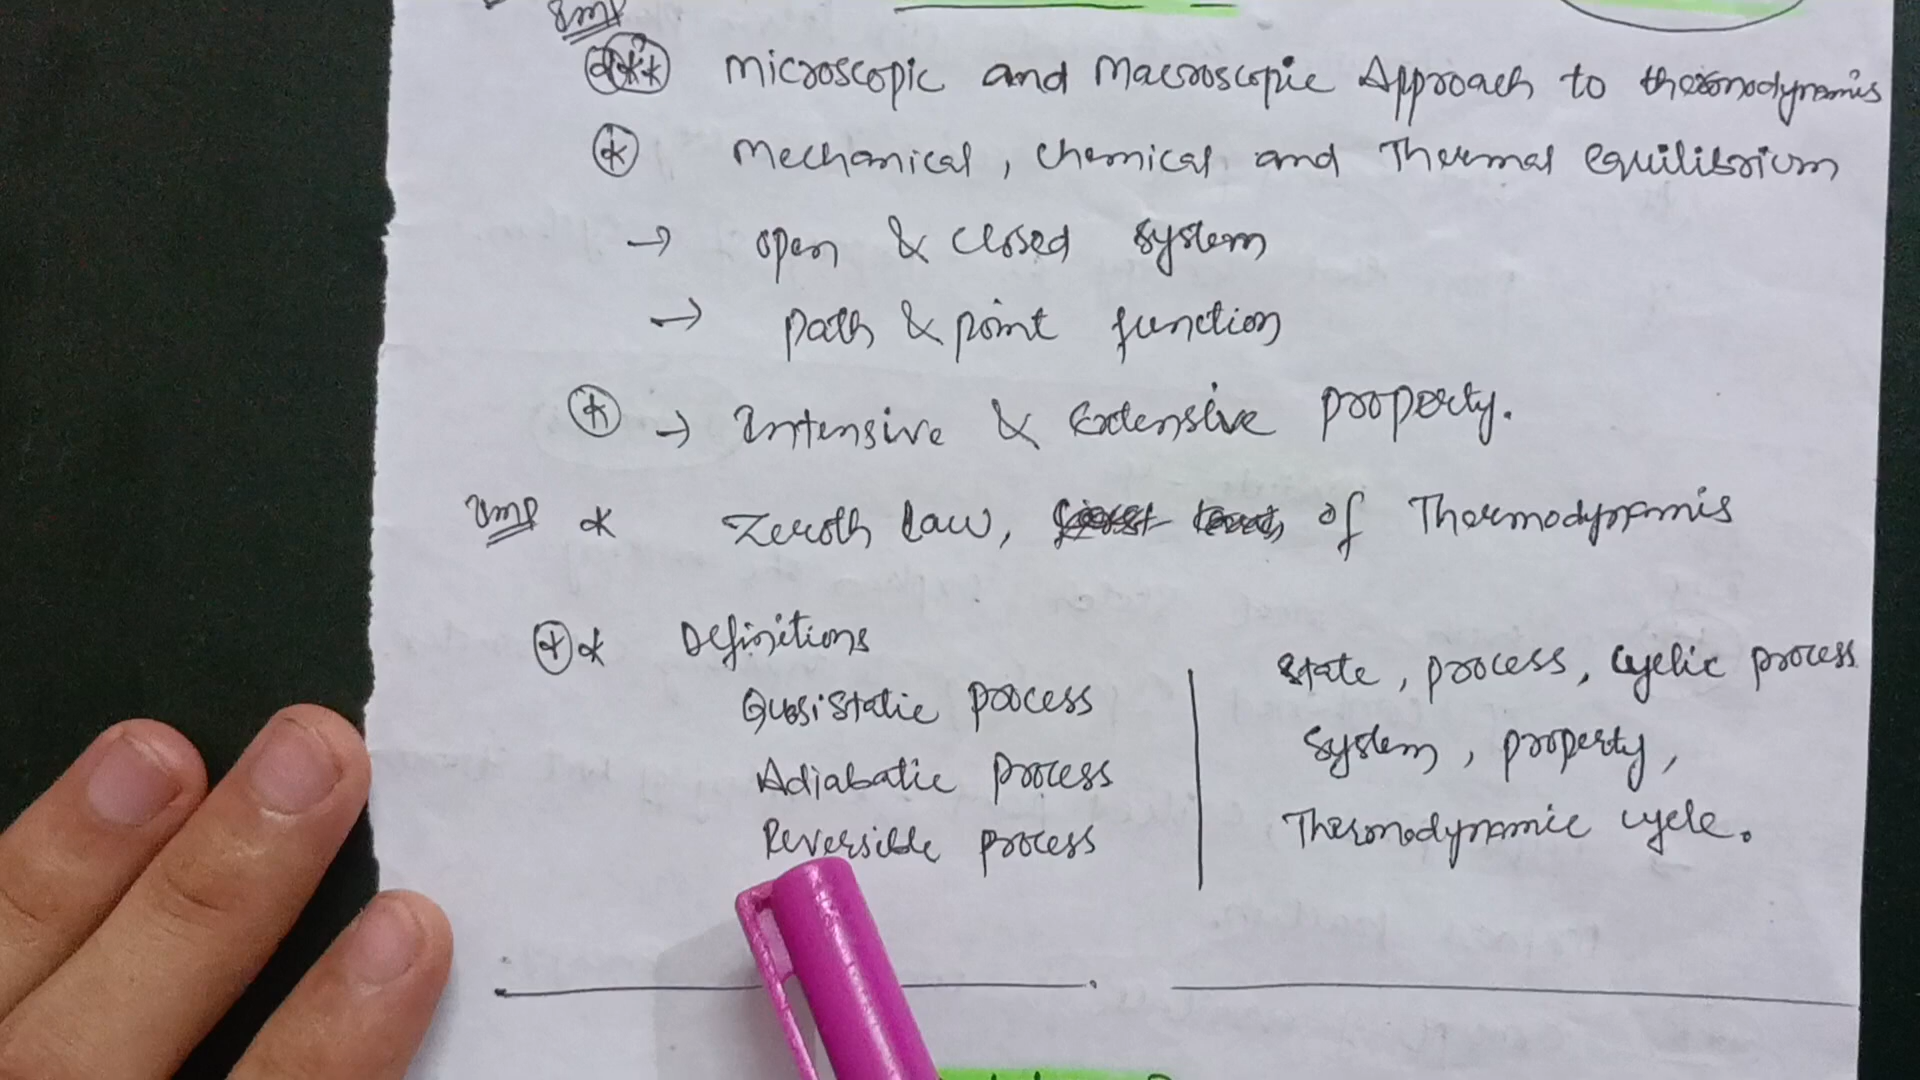 Imp
*** Microscopic and Macroscopic Approach to thermodynamis
* Mechanical, Chemical and Thermal equilibrium
→ open & closed system
→ path & point function
* → Intensive & Extensive property.
Imp * Zeroth law, of Thermodynamis
* * Definitions
Quasistatic process
Adiabatic process
Reversible process
State, process, cyclic process
System, property,
Thermodynamic cycle.